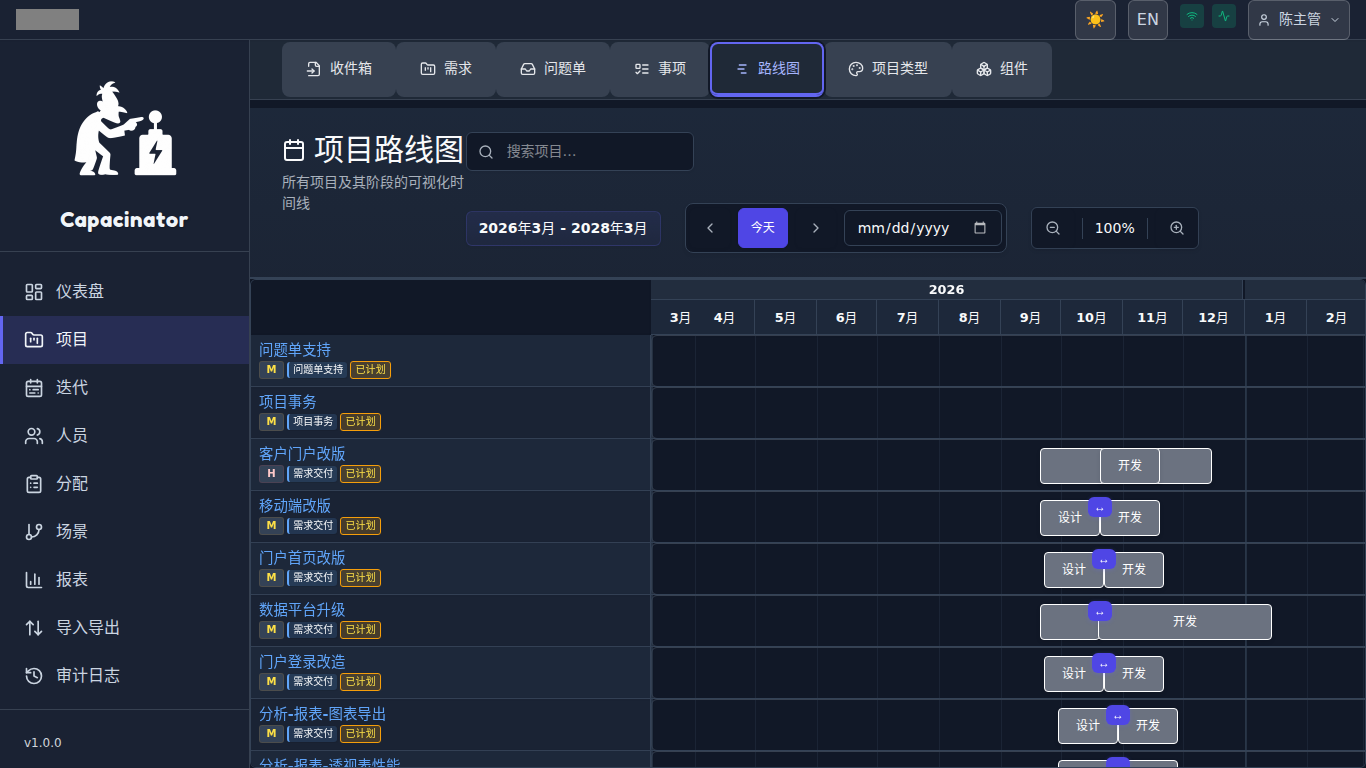 EN
陈主管
收件箱
需求
问题单
事项
路线图
项目类型
组件
Capacinator
仪表盘
项目
迭代
人员
分配
场景
报表
导入导出
审计日志
v1.0.0
项目路线图
搜索项目...
所有项目及其阶段的可视化时
间线
2026年3月 - 2028年3月
今天
mm/dd/yyyy
100%
2026
3月 4月 5月 6月 7月 8月 9月 10月 11月 12月 1月 2月
问题单支持
M 问题单支持 已计划
项目事务
M 项目事务 已计划
客户门户改版
H 需求交付 已计划
开发
移动端改版
M 需求交付 已计划
设计 ↔ 开发
门户首页改版
M 需求交付 已计划
设计 ↔ 开发
数据平台升级
M 需求交付 已计划
↔ 开发
门户登录改造
M 需求交付 已计划
设计 ↔ 开发
分析-报表-图表导出
M 需求交付 已计划
设计 ↔ 开发
分析-报表-透视表性能